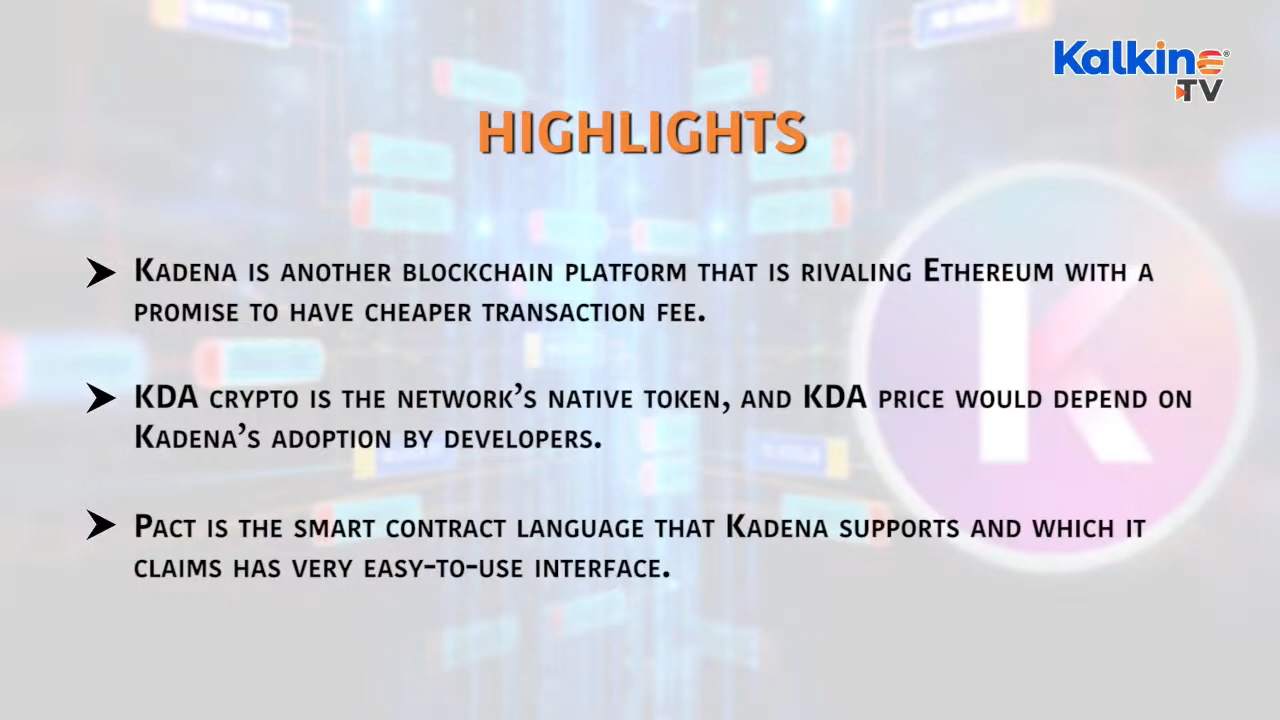 Kalkine®
TV
HIGHLIGHTS
➤ Kadena is another blockchain platform that is rivaling Ethereum with a
promise to have cheaper transaction fee.
➤ KDA crypto is the network’s native token, and KDA price would depend on
Kadena’s adoption by developers.
➤ Pact is the smart contract language that Kadena supports and which it
claims has very easy-to-use interface.